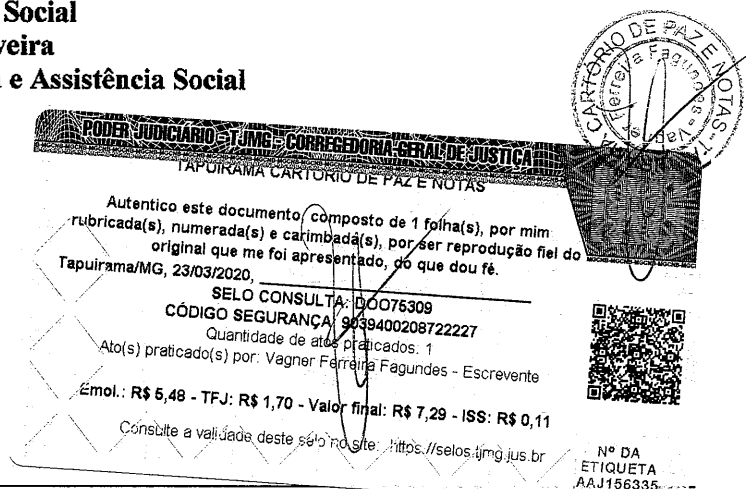 Social
veira
e Assistência Social
CARTÓRIO DE PAZ E NOTAS - T
Vagner Ferreira Fagundes
PODER JUDICIÁRIO - TJMG - CORREGEDORIA-GERAL DE JUSTIÇA
TAPUIRAMA CARTÓRIO DE PAZ E NOTAS
Autentico este documento, composto de 1 folha(s), por mim
rubricada(s), numerada(s) e carimbada(s), por ser reprodução fiel do
original que me foi apresentado, do que dou fé.
Tapuirama/MG, 23/03/2020,
SELO CONSULTA: DOO75309
CÓDIGO SEGURANÇA: 9039400208722227
Quantidade de atos praticados: 1
Ato(s) praticado(s) por: Vagner Ferreira Fagundes - Escrevente
Emol.: R$ 5,48 - TFJ: R$ 1,70 - Valor final: R$ 7,29 - ISS: R$ 0,11
Consulte a validade deste selo no site: https://selos.tjmg.jus.br
Nº DA
ETIQUETA
AAJ156335